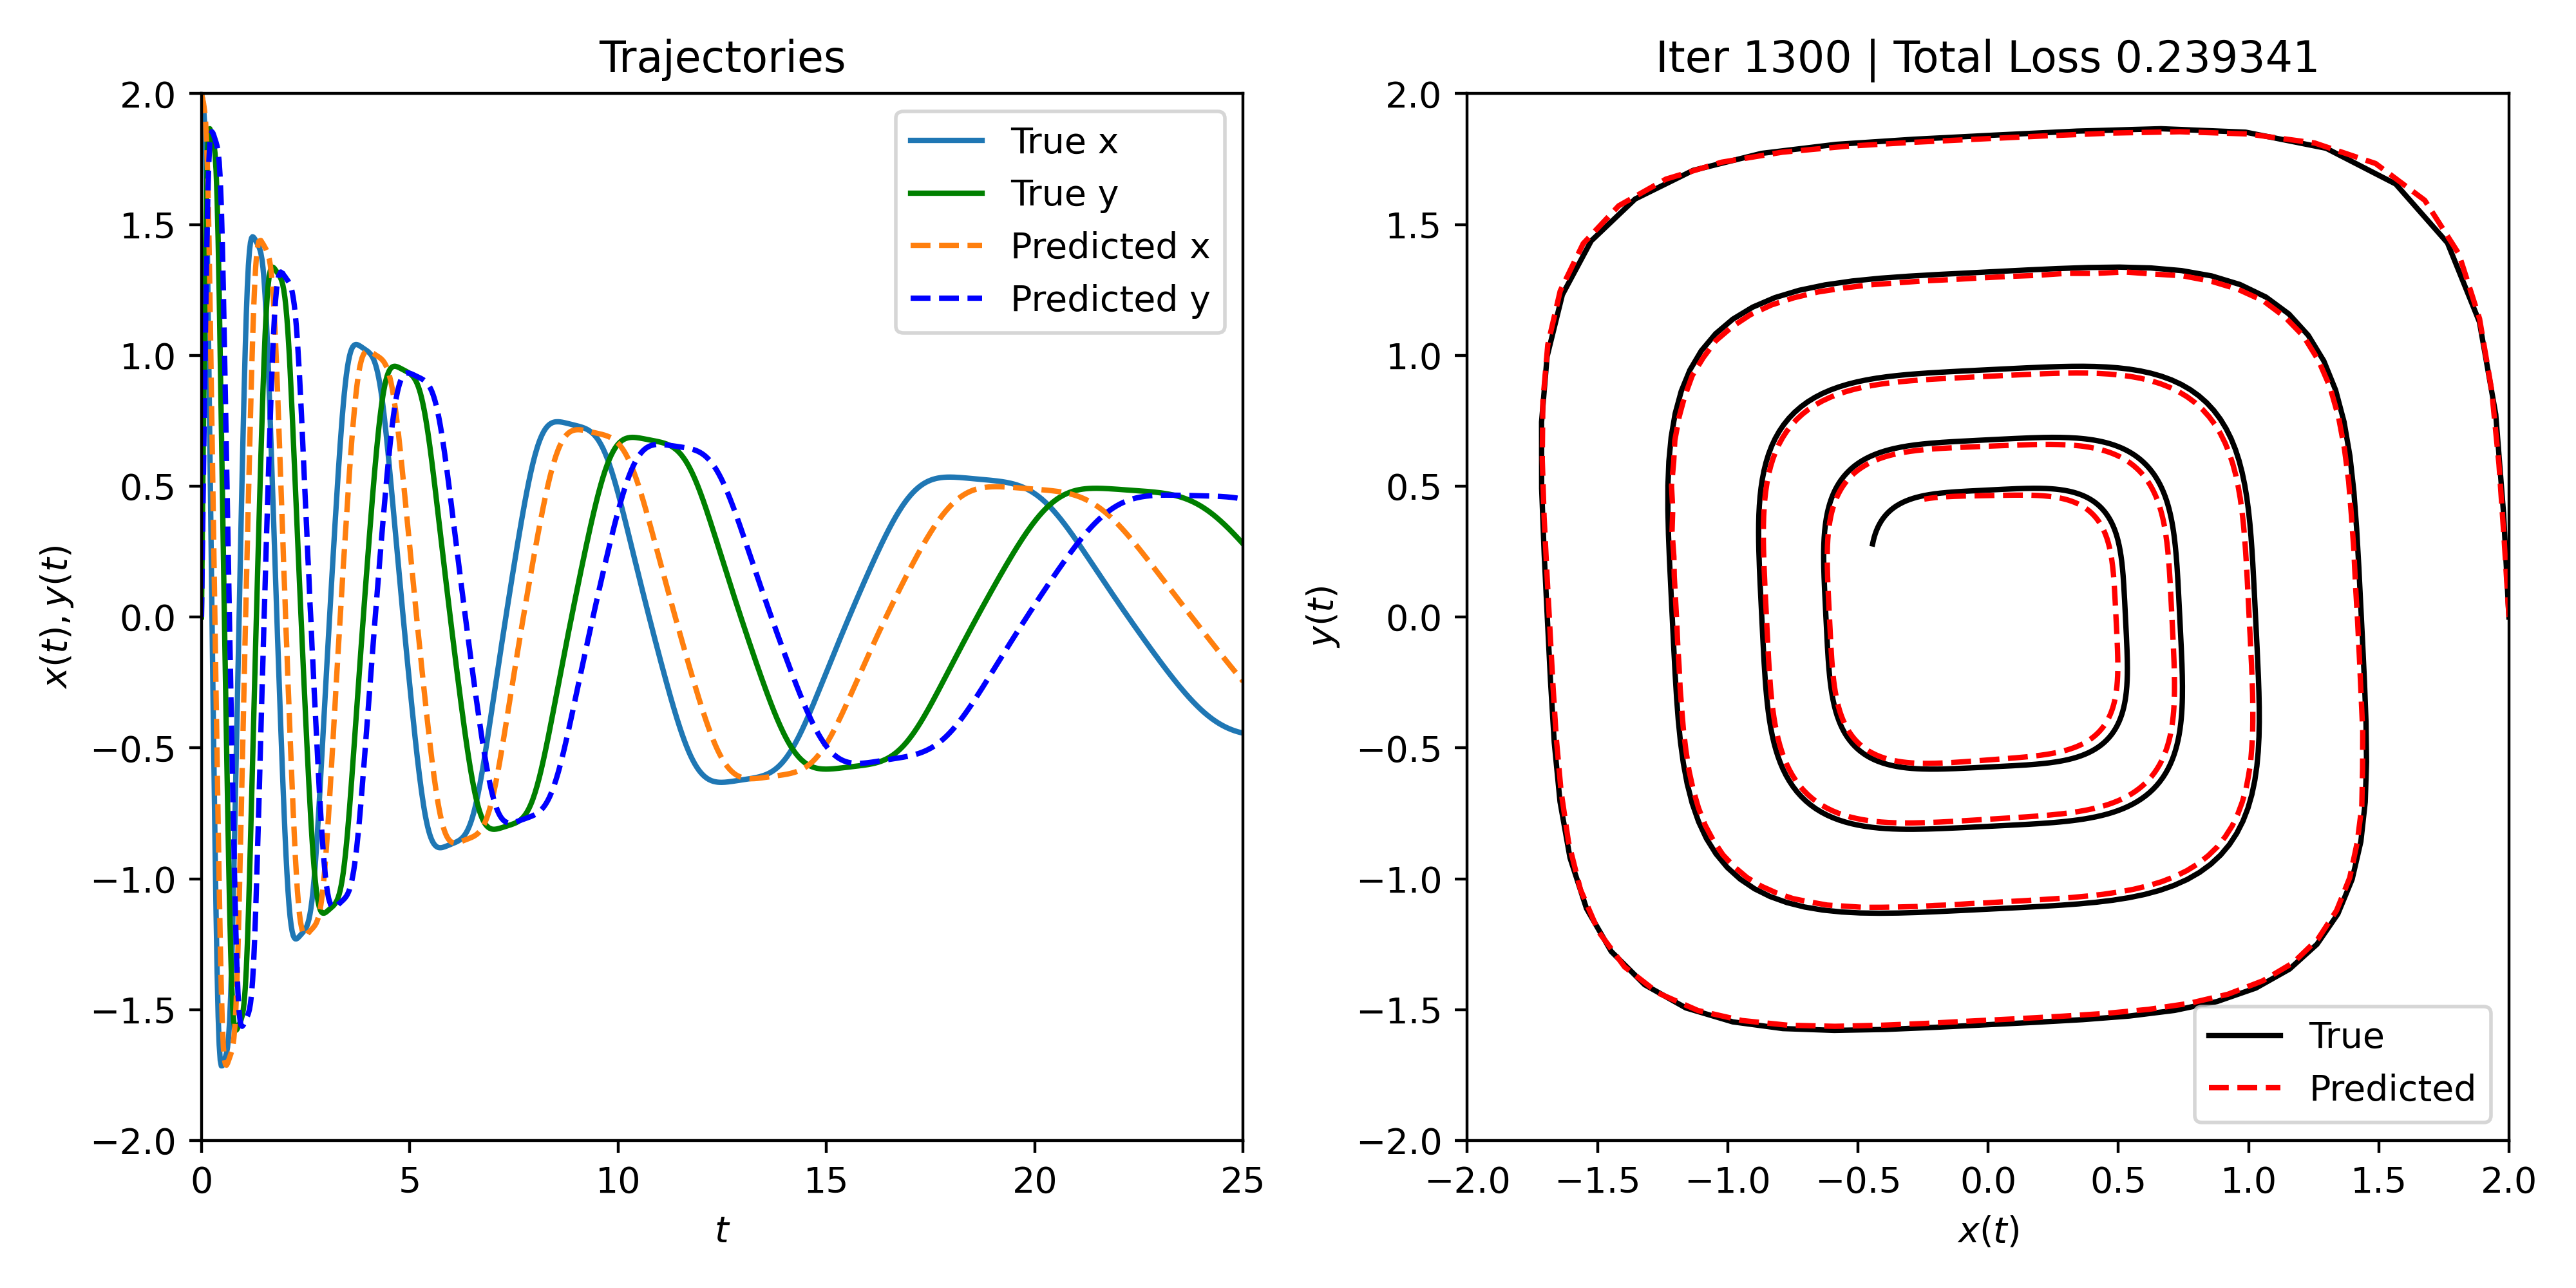 Trajectories
2.0
1.5
1.0
0.5
0.0
−0.5
−1.0
−1.5
−2.0
x(t), y(t)
0 5 10 15 20 25
t
True x
True y
Predicted x
Predicted y
Iter 1300 | Total Loss 0.239341
2.0
1.5
1.0
0.5
0.0
−0.5
−1.0
−1.5
−2.0
y(t)
−2.0 −1.5 −1.0 −0.5 0.0 0.5 1.0 1.5 2.0
x(t)
True
Predicted